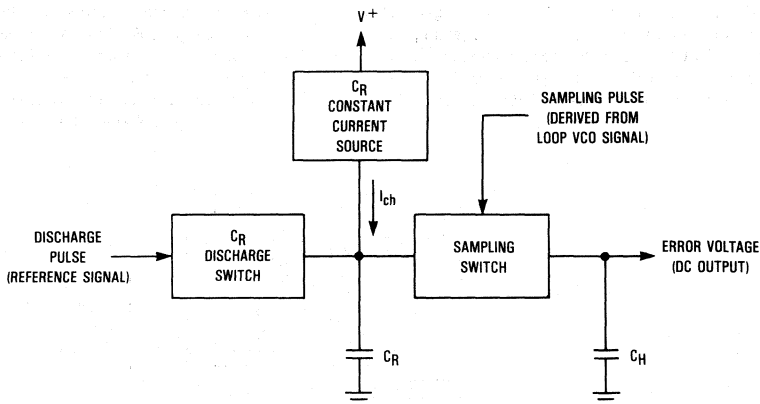 V+
CR
CONSTANT
CURRENT
SOURCE
SAMPLING PULSE
(DERIVED FROM
LOOP VCO SIGNAL)
Ich
DISCHARGE
PULSE
(REFERENCE SIGNAL)
CR
DISCHARGE
SWITCH
SAMPLING
SWITCH
ERROR VOLTAGE
(DC OUTPUT)
CR
CH